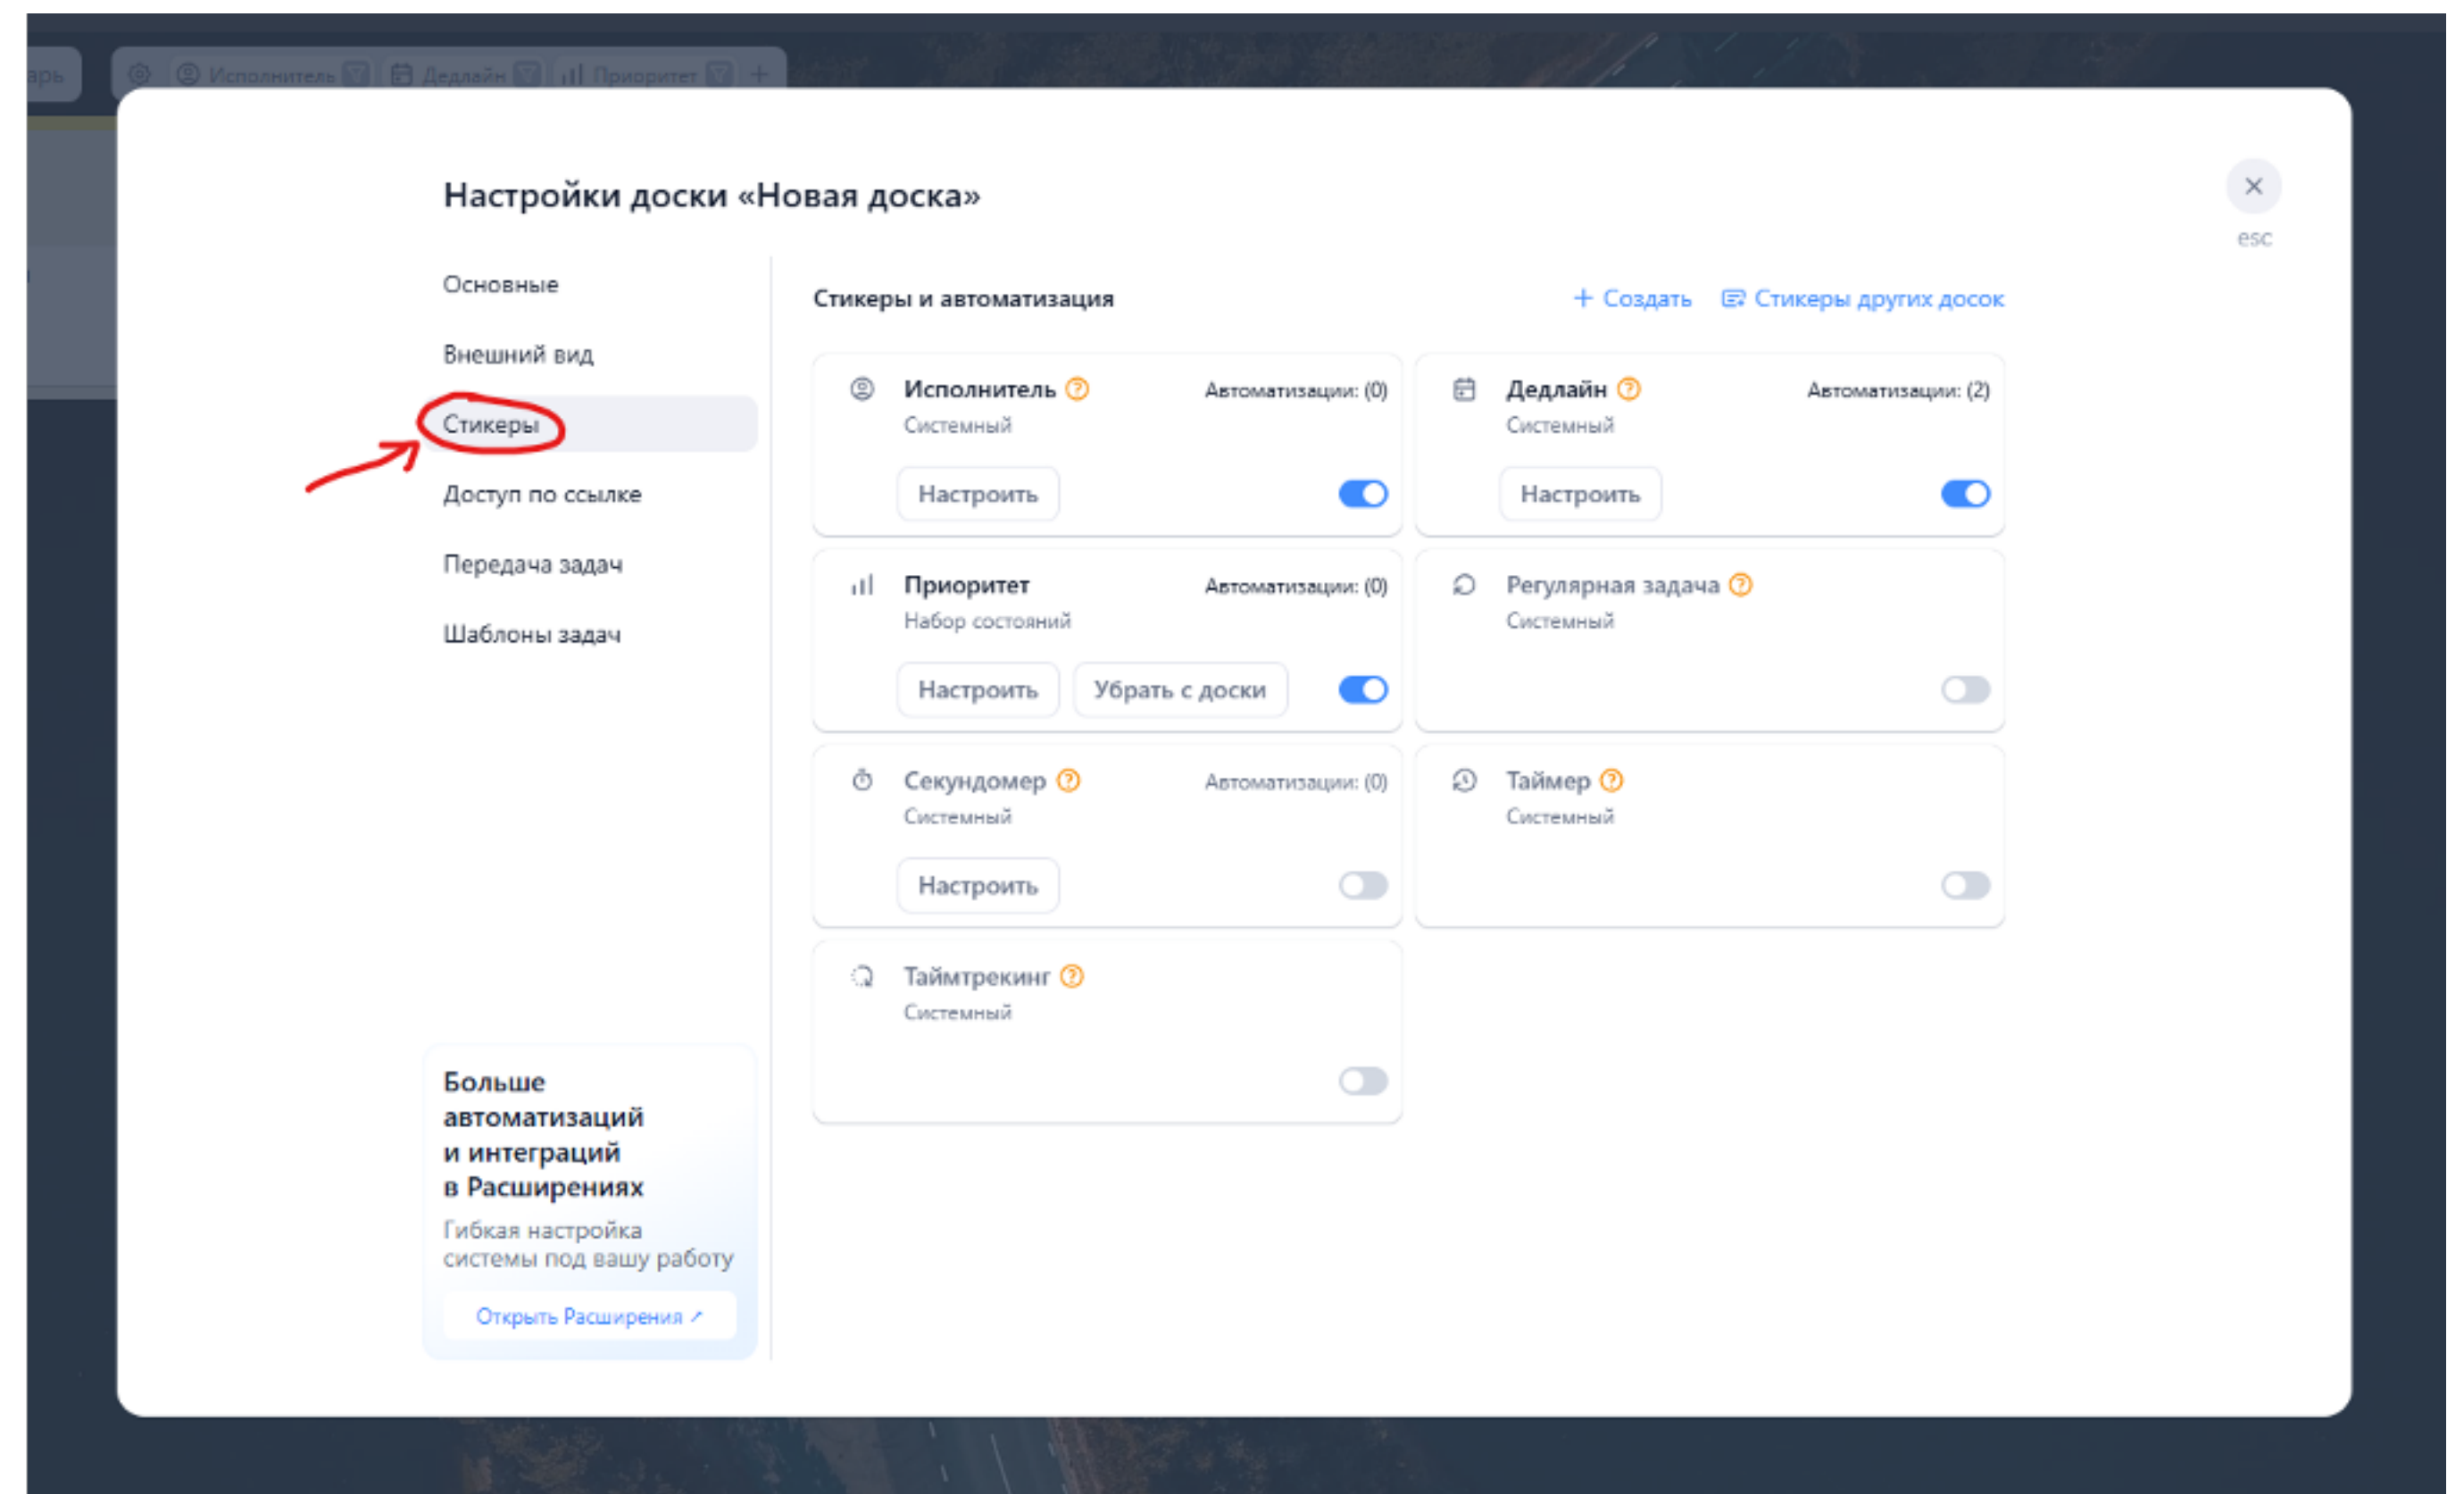 Исполнитель Дедлайн Приоритет +
Настройки доски «Новая доска»
esc
Основные
Внешний вид
Стикеры
Доступ по ссылке
Передача задач
Шаблоны задач
Больше
автоматизаций
и интеграций
в Расширениях
Гибкая настройка
системы под вашу работу
Открыть Расширения ↗
Стикеры и автоматизация
+ Создать Стикеры других досок
Исполнитель ? Автоматизации: (0)
Системный
Настроить
Дедлайн ? Автоматизации: (2)
Системный
Настроить
Приоритет Автоматизации: (0)
Набор состояний
Настроить Убрать с доски
Регулярная задача ?
Системный
Секундомер ? Автоматизации: (0)
Системный
Настроить
Таймер ?
Системный
Таймтрекинг ?
Системный